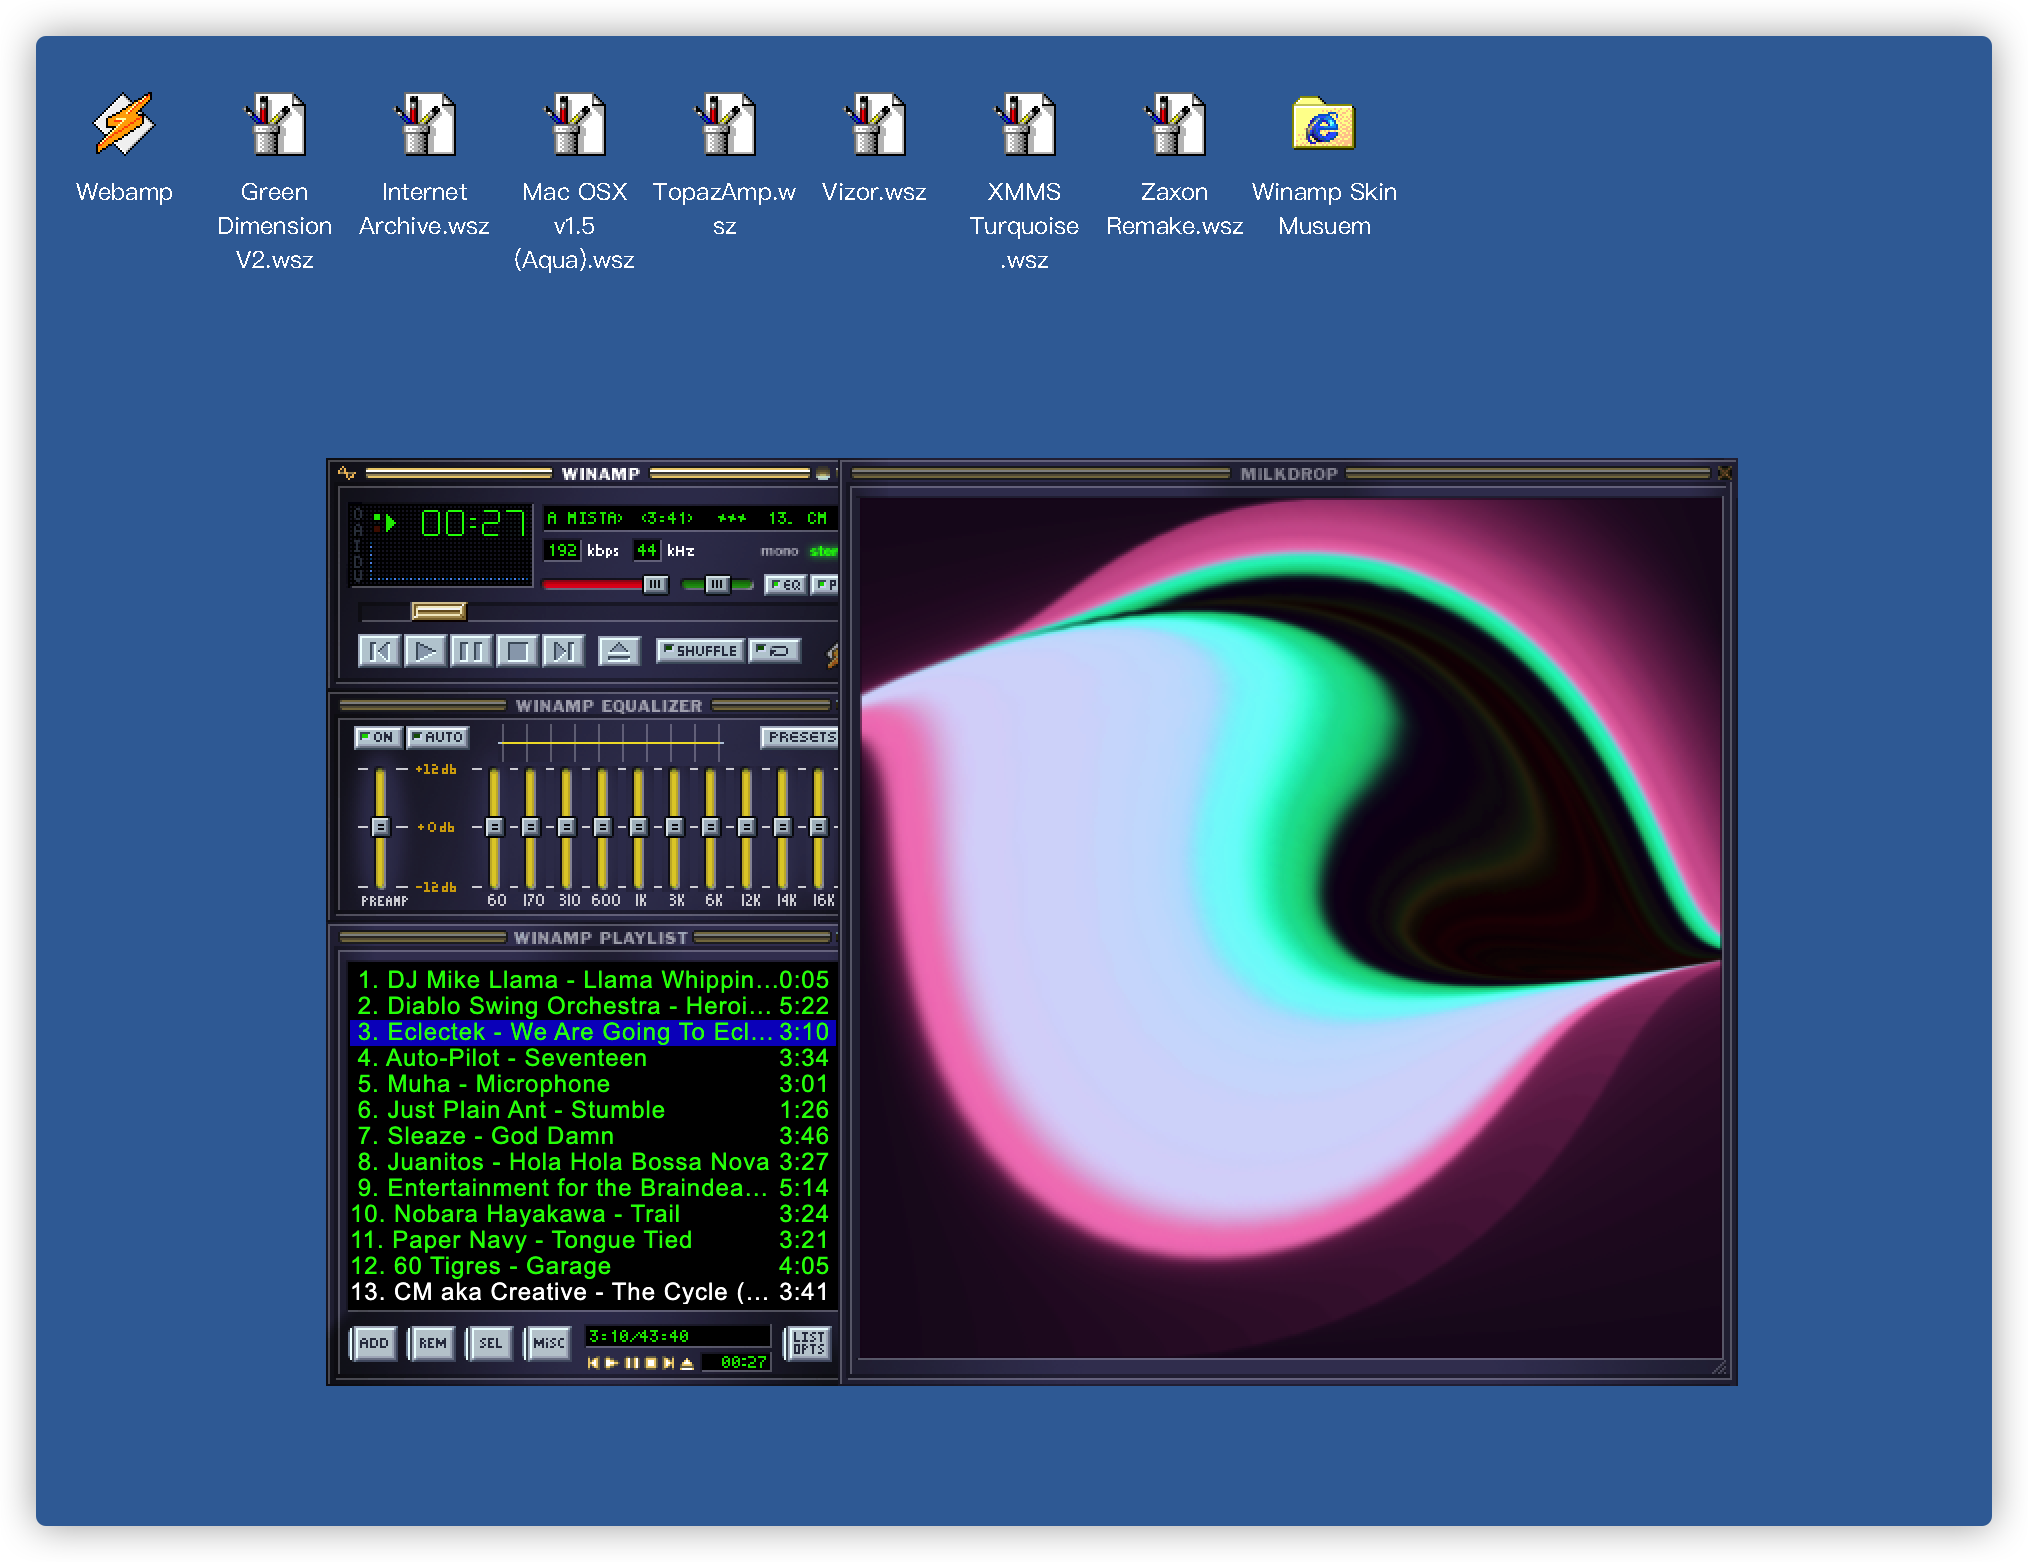 Webamp
Green
Dimension
V2.wsz
Internet
Archive.wsz
Mac OSX
v1.5
(Aqua).wsz
TopazAmp.w
sz
Vizor.wsz
XMMS
Turquoise
.wsz
Zaxon
Remake.wsz
Winamp Skin
Musuem
WINAMP
O
A
I
D
V
00:27
A MISTA) (3:41) *** 13. CM
192 kbps 44 kHz mono ster
EQ P
SHUFFLE
WINAMP EQUALIZER
ON AUTO PRESETS
+12db
+0db
-12db
PREAMP 60 170 310 600 1K 3K 6K 12K 14K 16K
WINAMP PLAYLIST
1. DJ Mike Llama - Llama Whippin... 0:05
2. Diablo Swing Orchestra - Heroi... 5:22
3. Eclectek - We Are Going To Ecl... 3:10
4. Auto-Pilot - Seventeen 3:34
5. Muha - Microphone 3:01
6. Just Plain Ant - Stumble 1:26
7. Sleaze - God Damn 3:46
8. Juanitos - Hola Hola Bossa Nova 3:27
9. Entertainment for the Braindea... 5:14
10. Nobara Hayakawa - Trail 3:24
11. Paper Navy - Tongue Tied 3:21
12. 60 Tigres - Garage 4:05
13. CM aka Creative - The Cycle (... 3:41
ADD REM SEL MISC
3:10/43:40
00:27
LIST
OPTS
MILKDROP